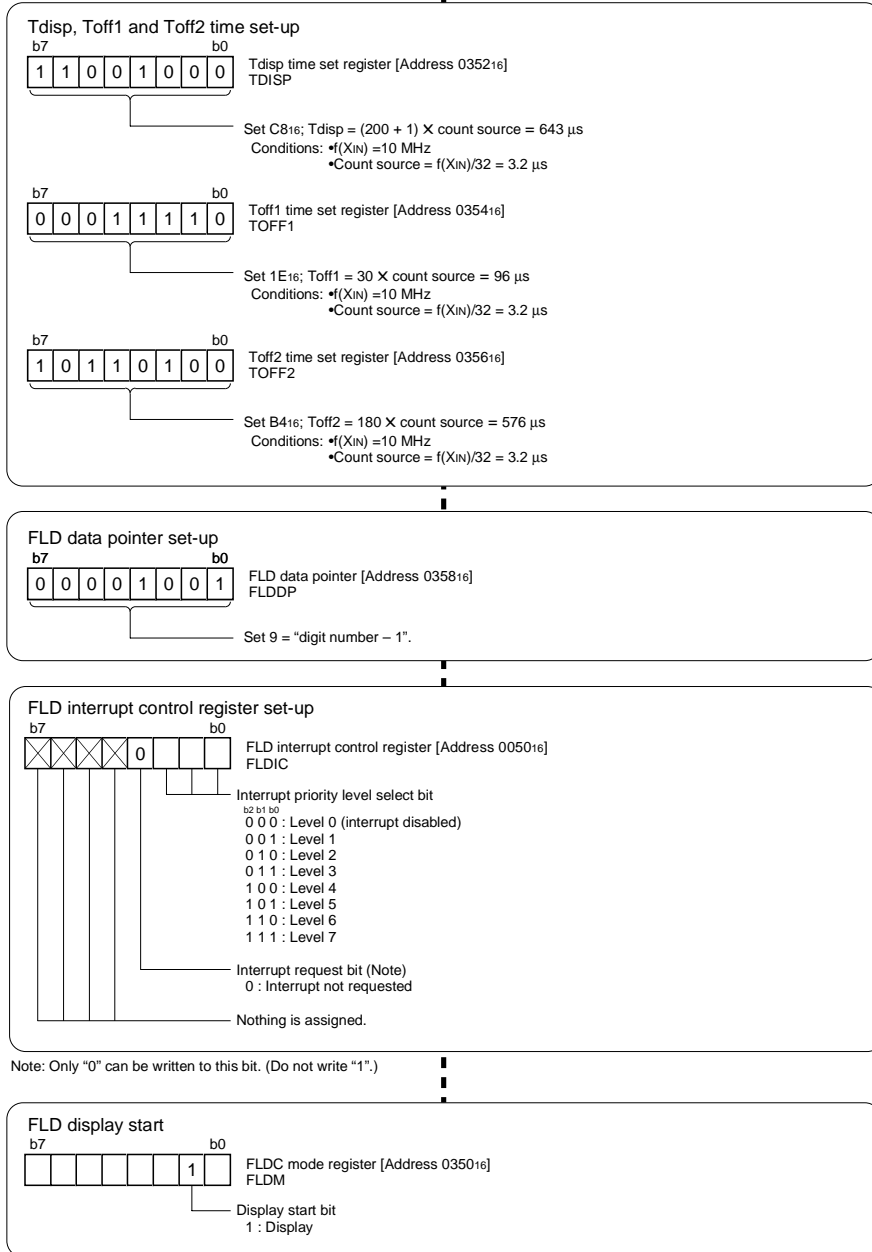 Tdisp, Toff1 and Toff2 time set-up
b7 b0
1 1 0 0 1 0 0 0
Tdisp time set register [Address 035216]
TDISP
Set C816; Tdisp = (200 + 1) X count source = 643 µs
Conditions: •f(XIN) =10 MHz
•Count source = f(XIN)/32 = 3.2 µs
b7 b0
0 0 0 1 1 1 1 0
Toff1 time set register [Address 035416]
TOFF1
Set 1E16; Toff1 = 30 X count source = 96 µs
Conditions: •f(XIN) =10 MHz
•Count source = f(XIN)/32 = 3.2 µs
b7 b0
1 0 1 1 0 1 0 0
Toff2 time set register [Address 035616]
TOFF2
Set B416; Toff2 = 180 X count source = 576 µs
Conditions: •f(XIN) =10 MHz
•Count source = f(XIN)/32 = 3.2 µs
FLD data pointer set-up
b7 b0
0 0 0 0 1 0 0 1
FLD data pointer [Address 035816]
FLDDP
Set 9 = “digit number – 1”.
FLD interrupt control register set-up
b7 b0
0
FLD interrupt control register [Address 005016]
FLDIC
Interrupt priority level select bit
b2 b1 b0
0 0 0 : Level 0 (interrupt disabled)
0 0 1 : Level 1
0 1 0 : Level 2
0 1 1 : Level 3
1 0 0 : Level 4
1 0 1 : Level 5
1 1 0 : Level 6
1 1 1 : Level 7
Interrupt request bit (Note)
0 : Interrupt not requested
Nothing is assigned.
Note: Only “0” can be written to this bit. (Do not write “1”.)
FLD display start
b7 b0
1
FLDC mode register [Address 035016]
FLDM
Display start bit
1 : Display